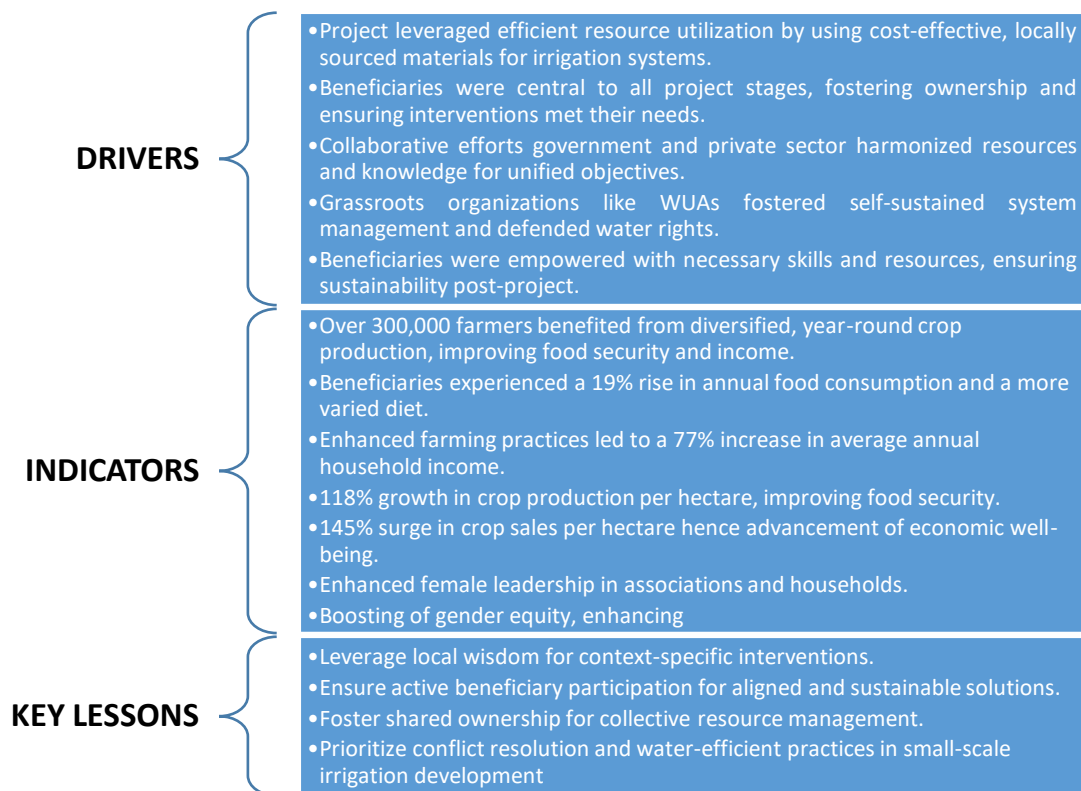 DRIVERS
•Project leveraged efficient resource utilization by using cost-effective, locally
sourced materials for irrigation systems.
•Beneficiaries were central to all project stages, fostering ownership and
ensuring interventions met their needs.
•Collaborative efforts government and private sector harmonized resources
and knowledge for unified objectives.
•Grassroots organizations like WUAs fostered self-sustained system
management and defended water rights.
•Beneficiaries were empowered with necessary skills and resources, ensuring
sustainability post-project.
INDICATORS
•Over 300,000 farmers benefited from diversified, year-round crop
production, improving food security and income.
•Beneficiaries experienced a 19% rise in annual food consumption and a more
varied diet.
•Enhanced farming practices led to a 77% increase in average annual
household income.
•118% growth in crop production per hectare, improving food security.
•145% surge in crop sales per hectare hence advancement of economic well-
being.
•Enhanced female leadership in associations and households.
•Boosting of gender equity, enhancing
KEY LESSONS
•Leverage local wisdom for context-specific interventions.
•Ensure active beneficiary participation for aligned and sustainable solutions.
•Foster shared ownership for collective resource management.
•Prioritize conflict resolution and water-efficient practices in small-scale
irrigation development